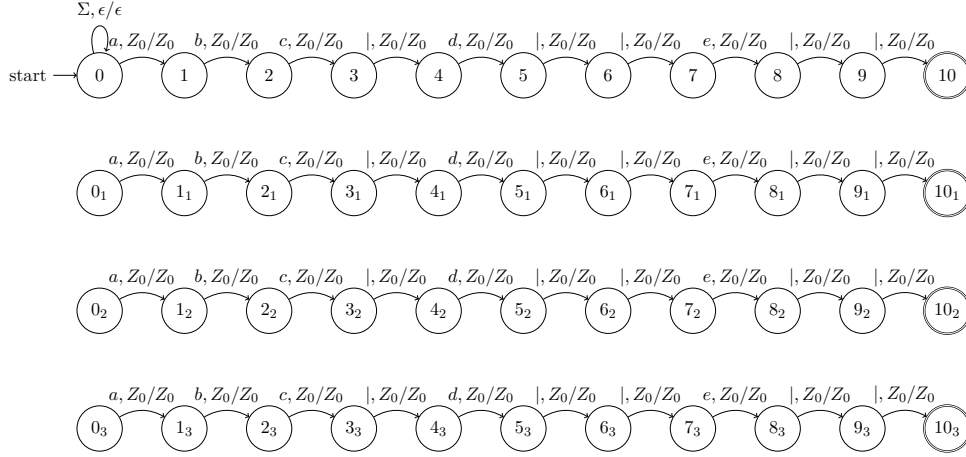 Σ, ϵ/ϵ
a, Z₀/Z₀ b, Z₀/Z₀ c, Z₀/Z₀ |, Z₀/Z₀ d, Z₀/Z₀ |, Z₀/Z₀ |, Z₀/Z₀ e, Z₀/Z₀ |, Z₀/Z₀ |, Z₀/Z₀
start 0 1 2 3 4 5 6 7 8 9 10
a, Z₀/Z₀ b, Z₀/Z₀ c, Z₀/Z₀ |, Z₀/Z₀ d, Z₀/Z₀ |, Z₀/Z₀ |, Z₀/Z₀ e, Z₀/Z₀ |, Z₀/Z₀ |, Z₀/Z₀
0₁ 1₁ 2₁ 3₁ 4₁ 5₁ 6₁ 7₁ 8₁ 9₁ 10₁
a, Z₀/Z₀ b, Z₀/Z₀ c, Z₀/Z₀ |, Z₀/Z₀ d, Z₀/Z₀ |, Z₀/Z₀ |, Z₀/Z₀ e, Z₀/Z₀ |, Z₀/Z₀ |, Z₀/Z₀
0₂ 1₂ 2₂ 3₂ 4₂ 5₂ 6₂ 7₂ 8₂ 9₂ 10₂
a, Z₀/Z₀ b, Z₀/Z₀ c, Z₀/Z₀ |, Z₀/Z₀ d, Z₀/Z₀ |, Z₀/Z₀ |, Z₀/Z₀ e, Z₀/Z₀ |, Z₀/Z₀ |, Z₀/Z₀
0₃ 1₃ 2₃ 3₃ 4₃ 5₃ 6₃ 7₃ 8₃ 9₃ 10₃